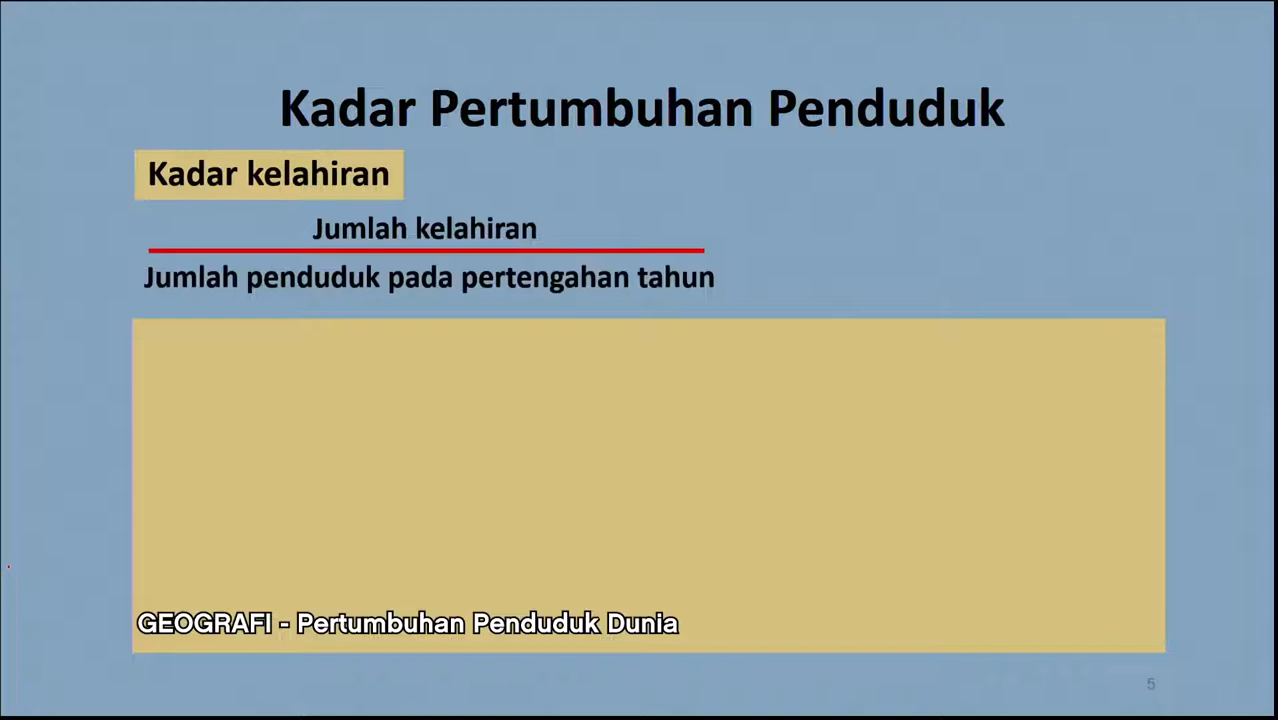 Kadar Pertumbuhan Penduduk
Kadar kelahiran
Jumlah kelahiran
Jumlah penduduk pada pertengahan tahun
GEOGRAFI - Pertumbuhan Penduduk Dunia
5